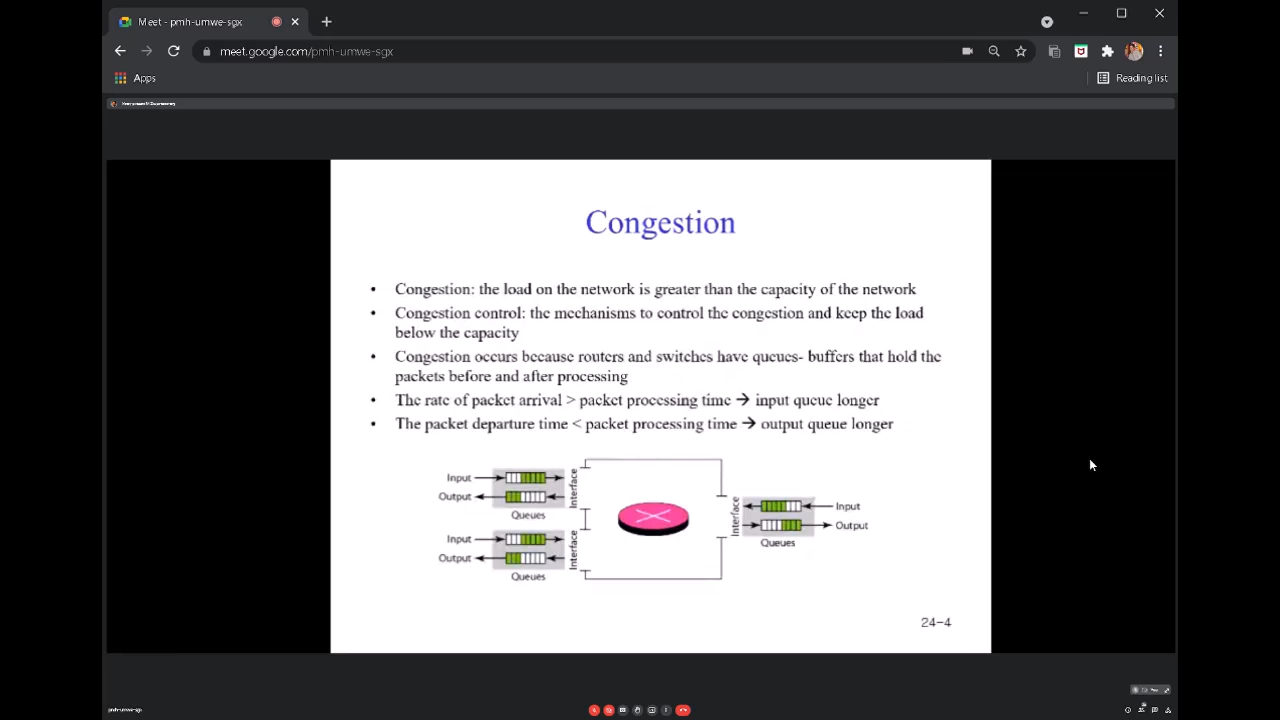 Meet - pmh-umwe-sgx
meet.google.com/pmh-umwe-sgx
Apps
Reading list
Congestion
• Congestion: the load on the network is greater than the capacity of the network
• Congestion control: the mechanisms to control the congestion and keep the load
below the capacity
• Congestion occurs because routers and switches have queues- buffers that hold the
packets before and after processing
• The rate of packet arrival > packet processing time → input queue longer
• The packet departure time < packet processing time → output queue longer
Input
Output
Queues
Interface
Input
Output
Queues
Interface
Interface
Input
Output
Queues
24-4
pmh-umwe-sgx